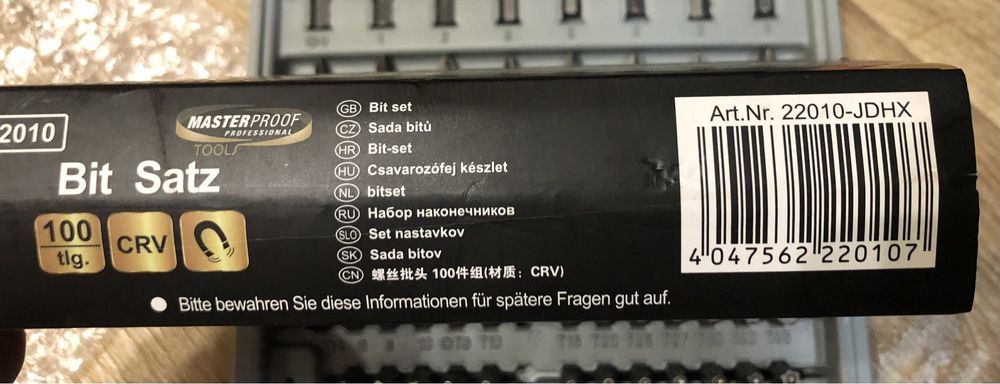 2010
MASTERPROOF
PROFESSIONAL
TOOLS
Bit Satz
100
tlg.
CRV
GB Bit set
CZ Sada bitů
HR Bit-set
HU Csavarozófej készlet
NL bitset
RU Набор наконечников
SLO Set nastavkov
SK Sada bitov
CN 螺丝批头 100件组(材质：CRV)
Bitte bewahren Sie diese Informationen für spätere Fragen gut auf.
Art.Nr. 22010-JDHX
4 047562 220107
T15 T20 T25 T27